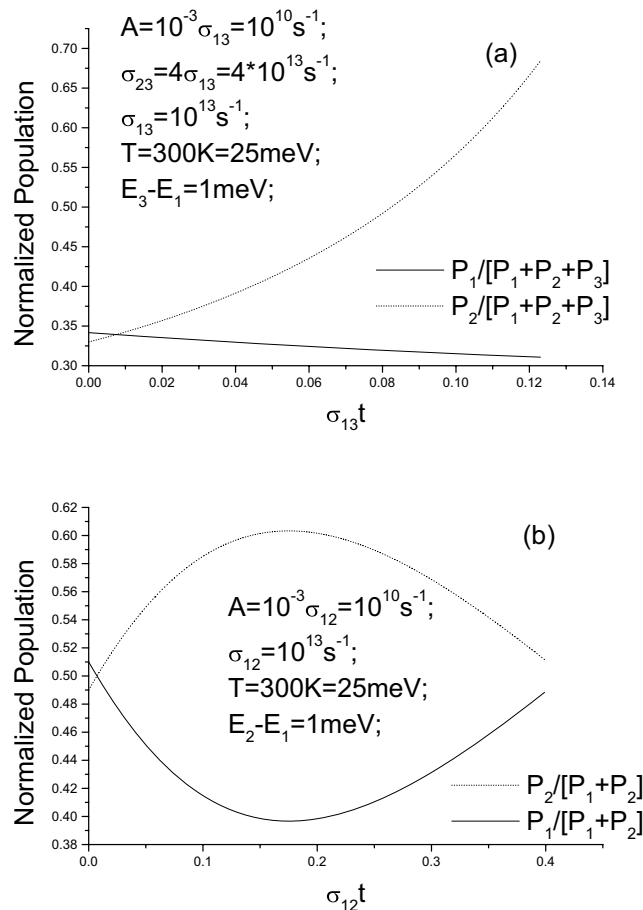 A=10⁻³σ₁₃=10¹⁰s⁻¹;
(a)
σ₂₃=4σ₁₃=4*10¹³s⁻¹;
σ₁₃=10¹³s⁻¹;
T=300K=25meV;
E₃-E₁=1meV;
P₁/[P₁+P₂+P₃]
P₂/[P₁+P₂+P₃]
Normalized Population
0.70
0.65
0.60
0.55
0.50
0.45
0.40
0.35
0.30
0.00 0.02 0.04 0.06 0.08 0.10 0.12 0.14
σ₁₃t
(b)
A=10⁻³σ₁₂=10¹⁰s⁻¹;
σ₁₂=10¹³s⁻¹;
T=300K=25meV;
E₂-E₁=1meV;
P₂/[P₁+P₂]
P₁/[P₁+P₂]
Normalized Population
0.62
0.60
0.58
0.56
0.54
0.52
0.50
0.48
0.46
0.44
0.42
0.40
0.38
0.0 0.1 0.2 0.3 0.4
σ₁₂t